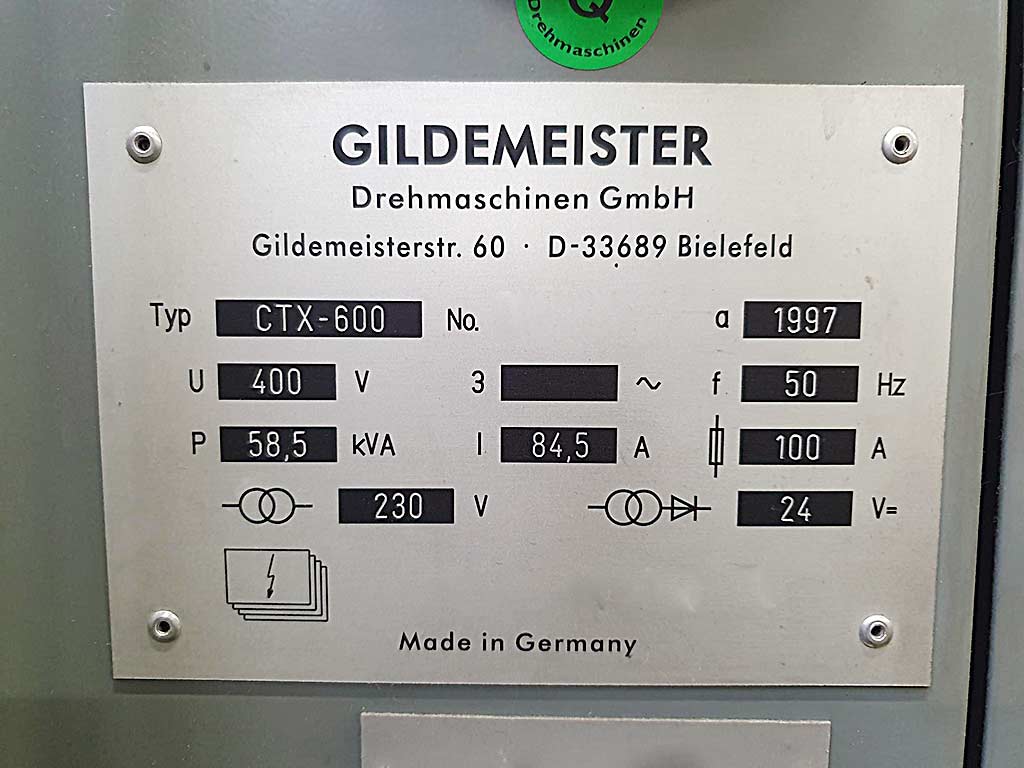 Q
Drehmaschinen
GILDEMEISTER
Drehmaschinen GmbH
Gildemeisterstr. 60 · D-33689 Bielefeld
Typ CTX-600 No. a 1997
U 400 V 3 ~ f 50 Hz
P 58,5 kVA I 84,5 A 100 A
230 V 24 V=
Made in Germany